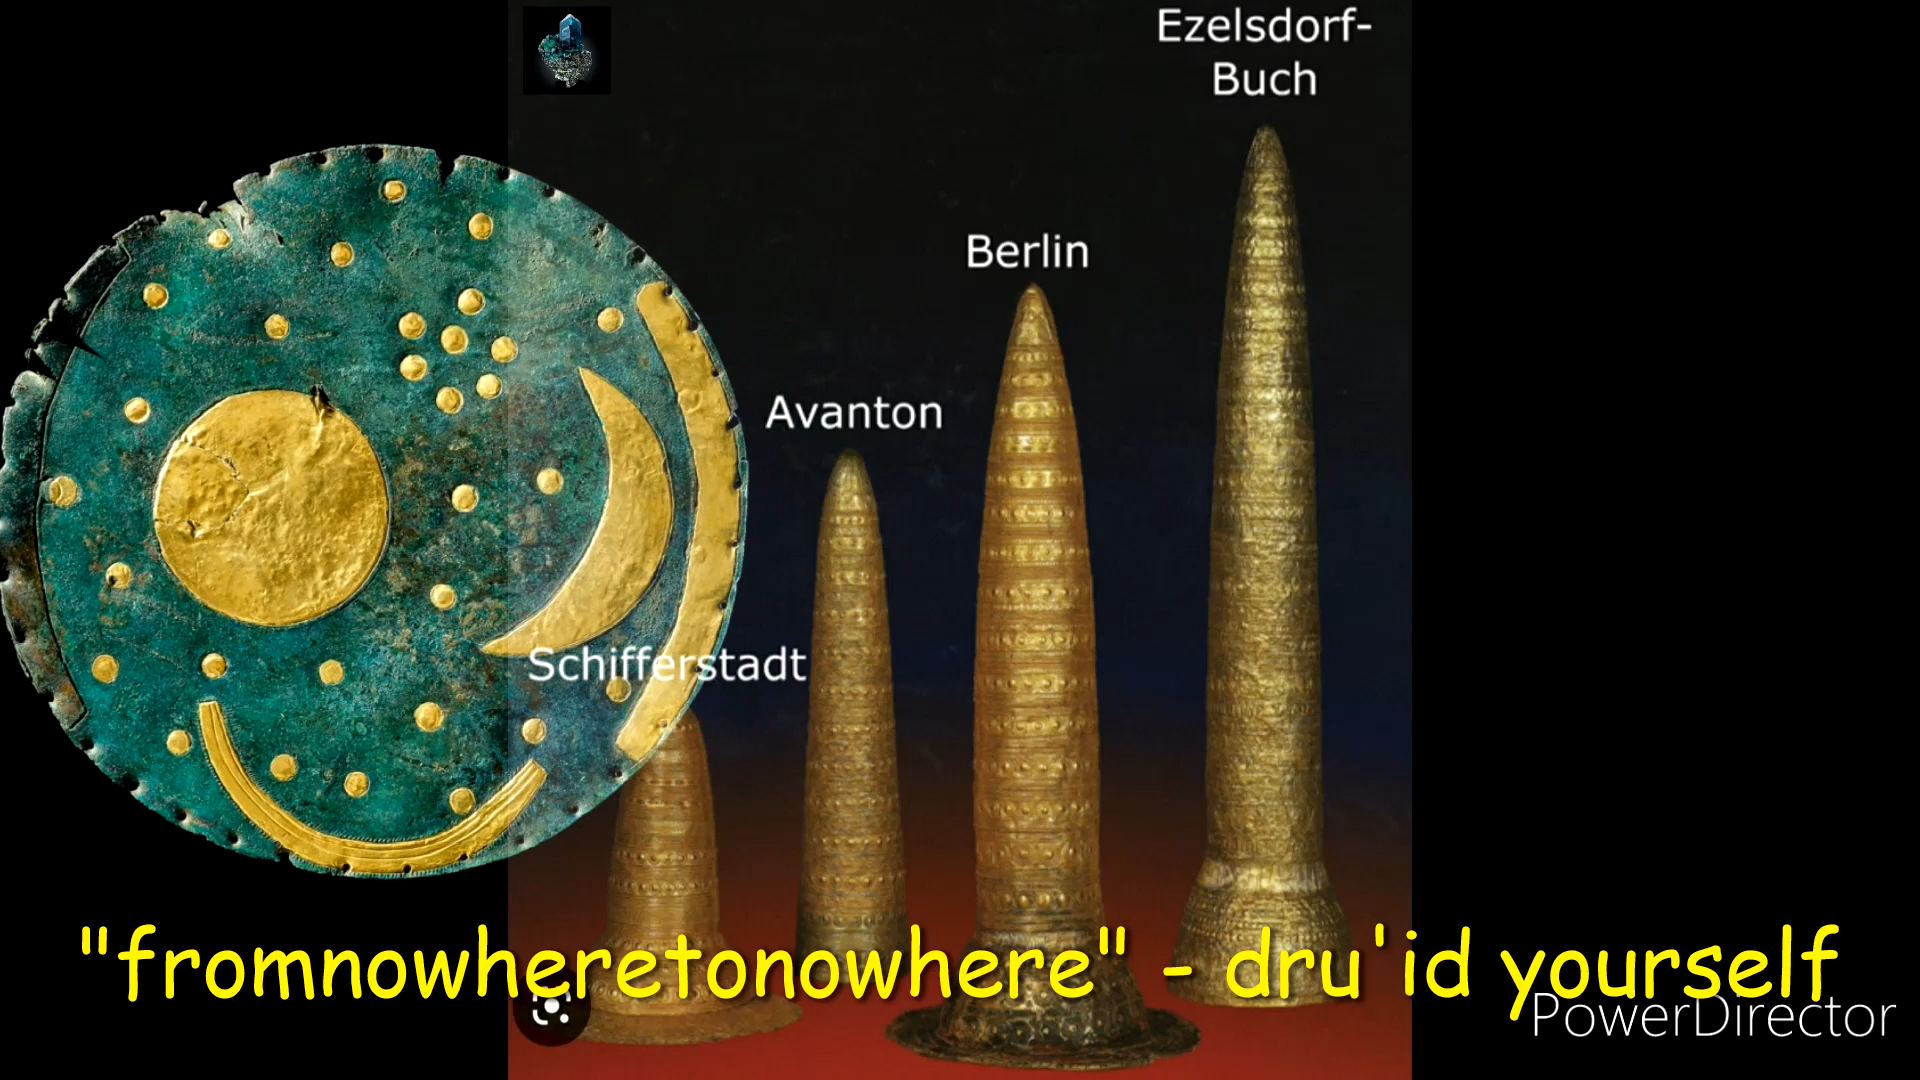 Ezelsdorf-
Buch
Berlin
Avanton
Schifferstadt
"fromnowheretonowhere" - dru'id yourself
PowerDirector